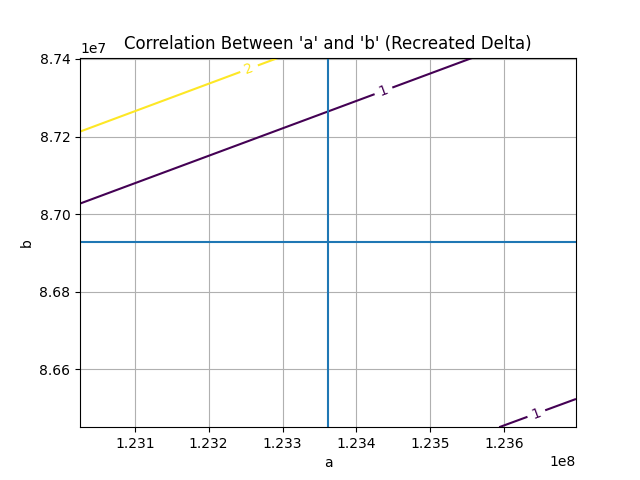 Correlation Between 'a' and 'b' (Recreated Delta)
1e7
8.74
8.72
8.70
8.68
8.66
b
2
1
1
1.231
1.232
1.233
1.234
1.235
1.236
a
1e8